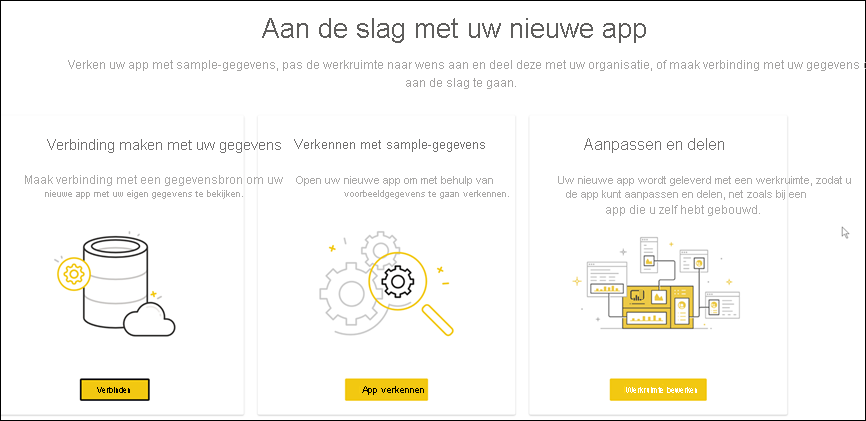 Aan de slag met uw nieuwe app
Verken uw app met sample-gegevens, pas de werkruimte naar wens aan en deel deze met uw organisatie, of maak verbinding met uw gegevens
aan de slag te gaan.
Verbinding maken met uw gegevens
Maak verbinding met een gegevensbron om uw
nieuwe app met uw eigen gegevens te bekijken.
Verbinden
Verkennen met sample-gegevens
Open uw nieuwe app om met behulp van
voorbeeldgegevens te gaan verkennen.
App verkennen
Aanpassen en delen
Uw nieuwe app wordt geleverd met een werkruimte, zodat u
de app kunt aanpassen en delen, net zoals bij een
app die u zelf hebt gebouwd.
Werkruimte bewerken